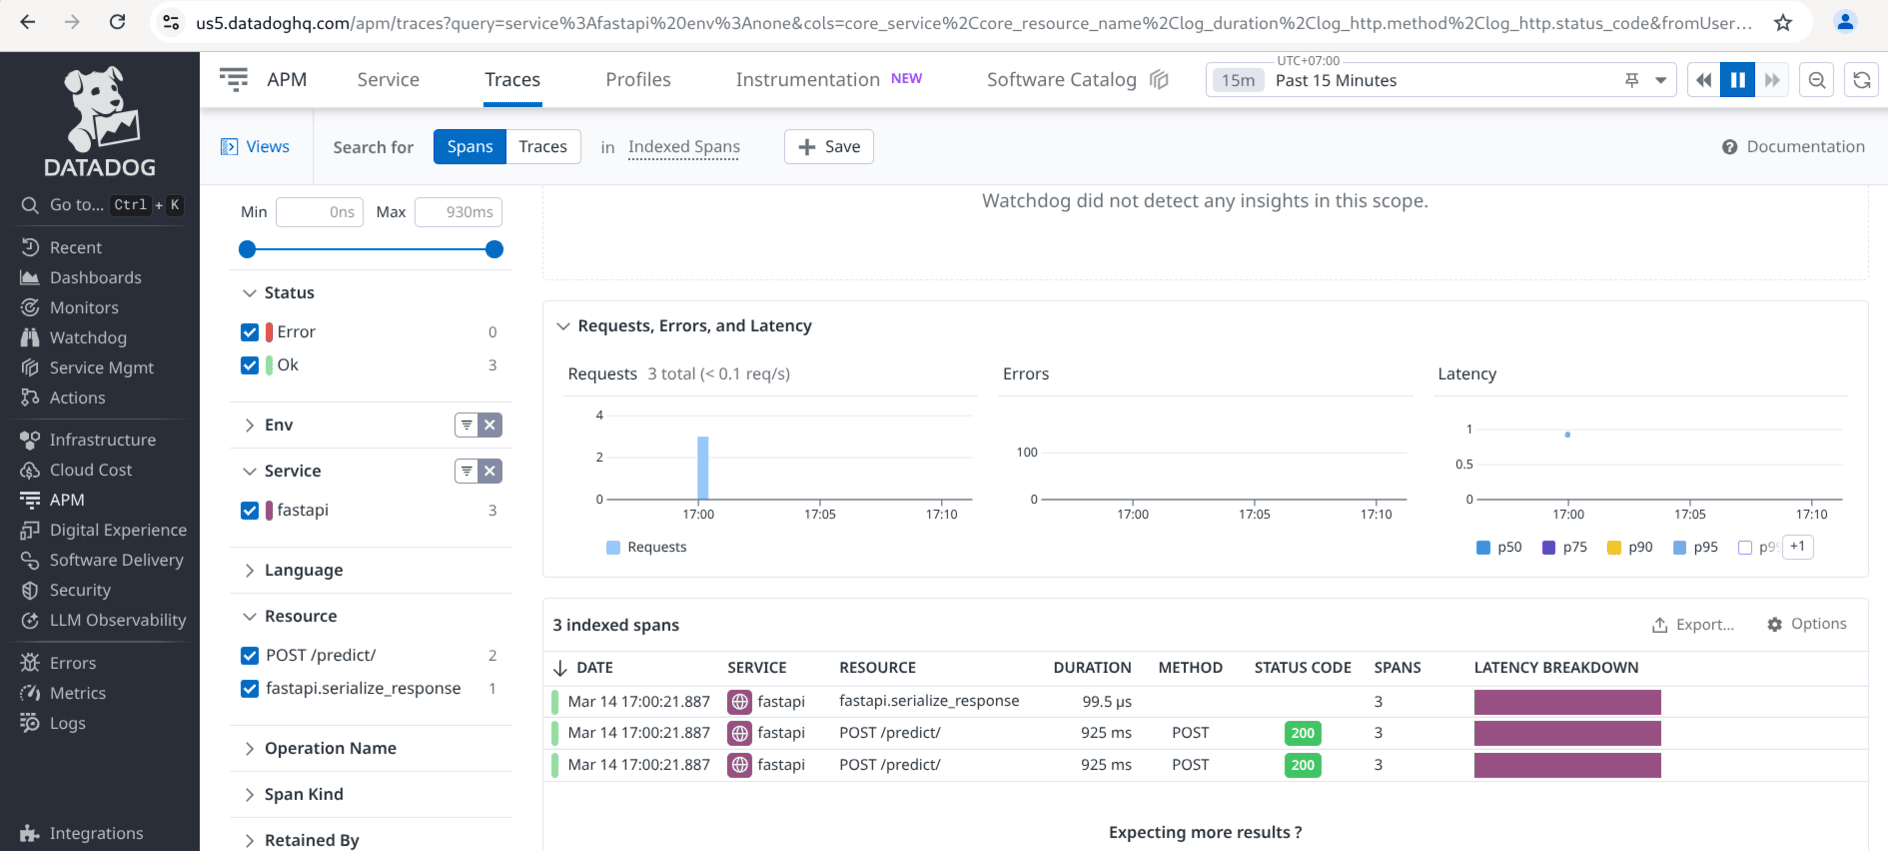 us5.datadoghq.com/apm/traces?query=service%3Afastapi%20env%3Anone&cols=core_service%2Ccore_resource_name%2Clog_duration%2Clog_http.method%2Clog_http.status_code&fromUser...
DATADOG
Go to... Ctrl + K
Recent
Dashboards
Monitors
Watchdog
Service Mgmt
Actions
Infrastructure
Cloud Cost
APM
Digital Experience
Software Delivery
Security
LLM Observability
Errors
Metrics
Logs
Integrations
APM Service Traces Profiles Instrumentation NEW Software Catalog
UTC+07:00
15m Past 15 Minutes
Views Search for Spans Traces in Indexed Spans + Save Documentation
Min 0ns Max 930ms
Status
Error 0
Ok 3
Env
Service
fastapi 3
Language
Resource
POST /predict/ 2
fastapi.serialize_response 1
Operation Name
Span Kind
Retained By
Watchdog did not detect any insights in this scope.
Requests, Errors, and Latency
Requests 3 total (< 0.1 req/s)
4
2
0
17:00 17:05 17:10
Requests
Errors
100
0
17:00 17:05 17:10
Latency
1
0.5
0
17:00 17:05 17:10
p50 p75 p90 p95 p99 +1
3 indexed spans Export... Options
DATE SERVICE RESOURCE DURATION METHOD STATUS CODE SPANS LATENCY BREAKDOWN
Mar 14 17:00:21.887 fastapi fastapi.serialize_response 99.5 μs 3
Mar 14 17:00:21.887 fastapi POST /predict/ 925 ms POST 200 3
Mar 14 17:00:21.887 fastapi POST /predict/ 925 ms POST 200 3
Expecting more results ?